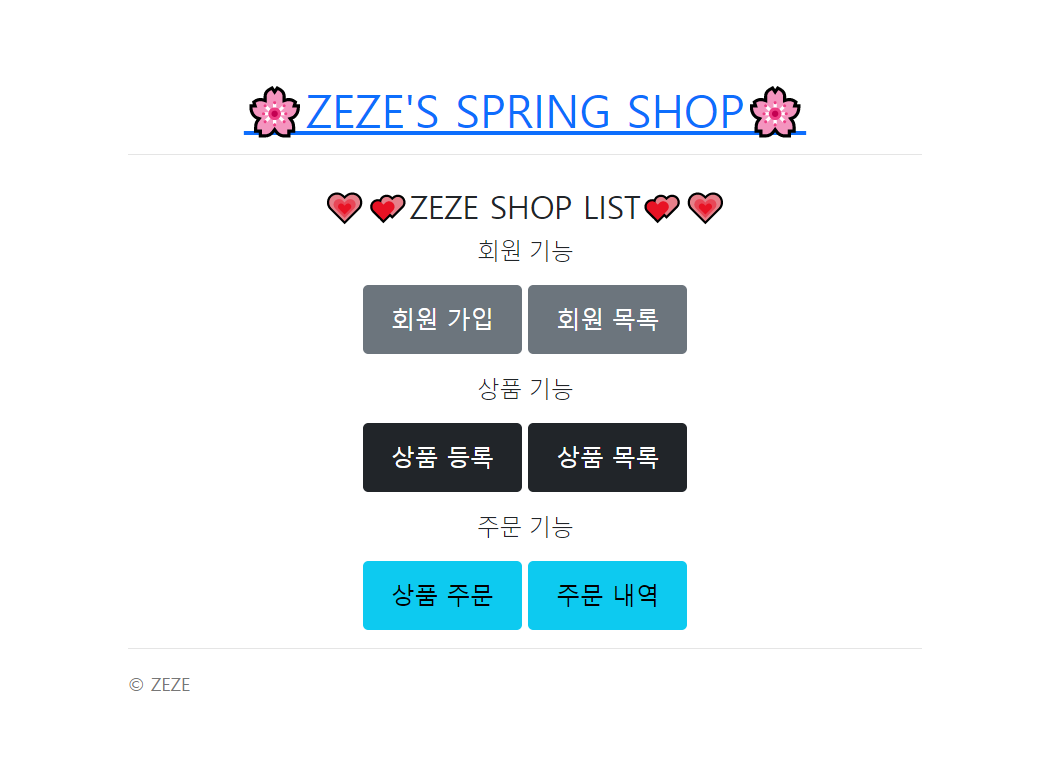 🌸ZEZE'S SPRING SHOP🌸
💗💕ZEZE SHOP LIST💕💗
회원 기능
회원 가입 회원 목록
상품 기능
상품 등록 상품 목록
주문 기능
상품 주문 주문 내역
© ZEZE